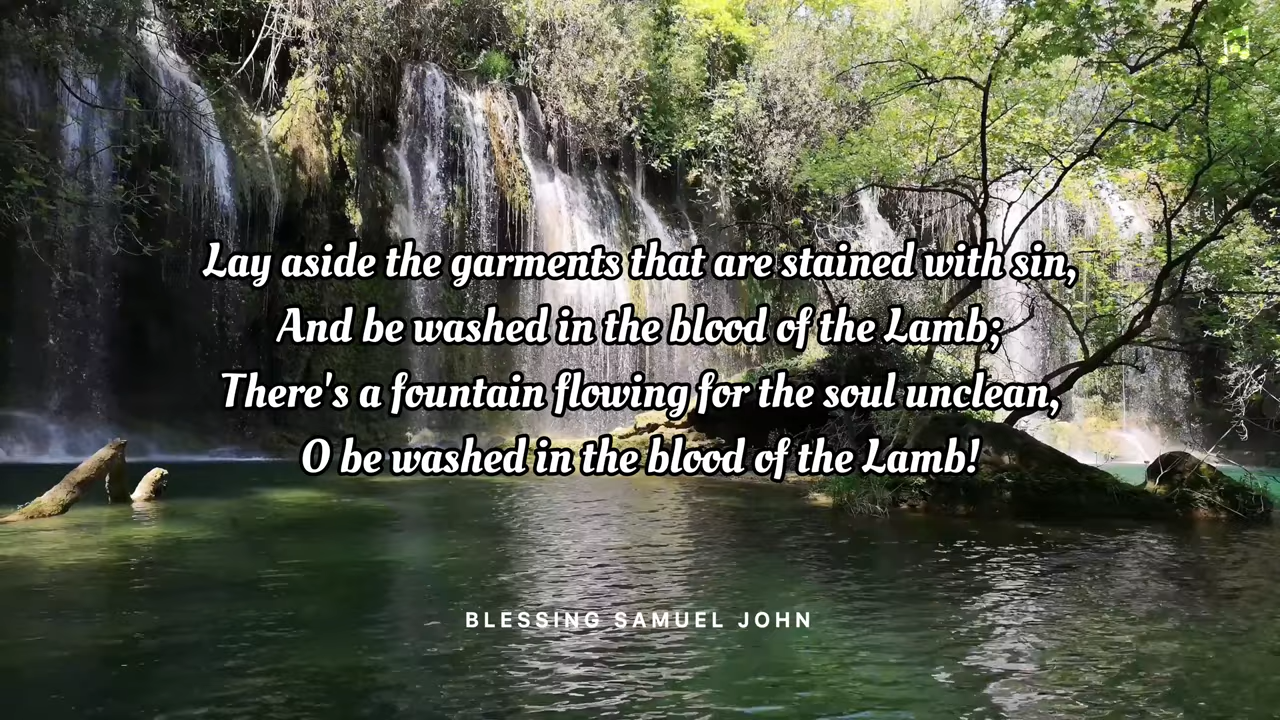 Lay aside the garments that are stained with sin,
And be washed in the blood of the Lamb;
There's a fountain flowing for the soul unclean,
O be washed in the blood of the Lamb!
BLESSING SAMUEL JOHN